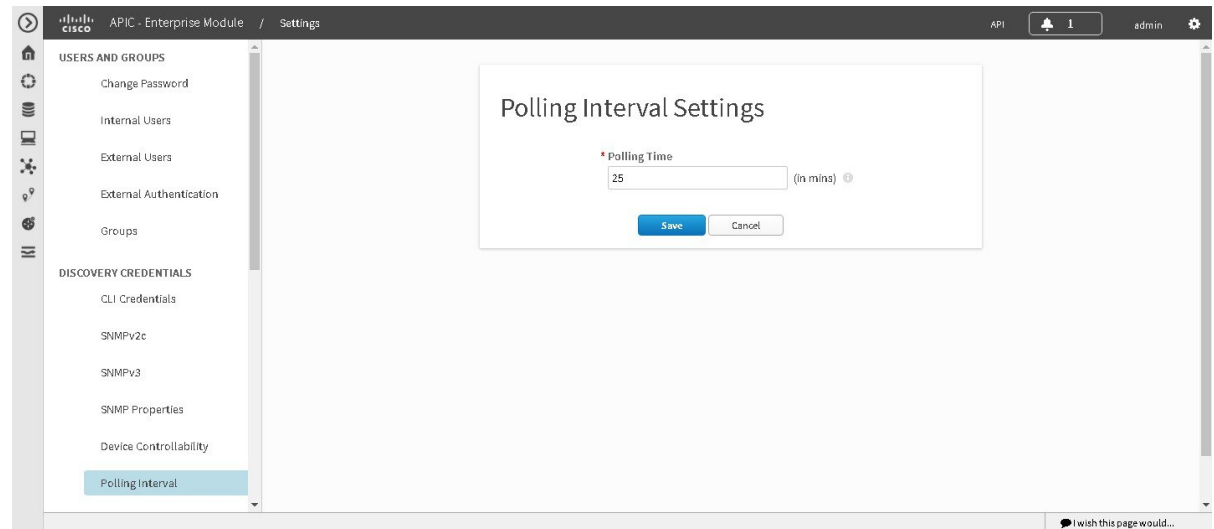 CISCO APIC - Enterprise Module / Settings API 1 admin
USERS AND GROUPS
Change Password
Internal Users
External Users
External Authentication
Groups
DISCOVERY CREDENTIALS
CLI Credentials
SNMPv2c
SNMPv3
SNMP Properties
Device Controllability
Polling Interval
Polling Interval Settings
* Polling Time
25 (in mins)
Save Cancel
I wish this page would...